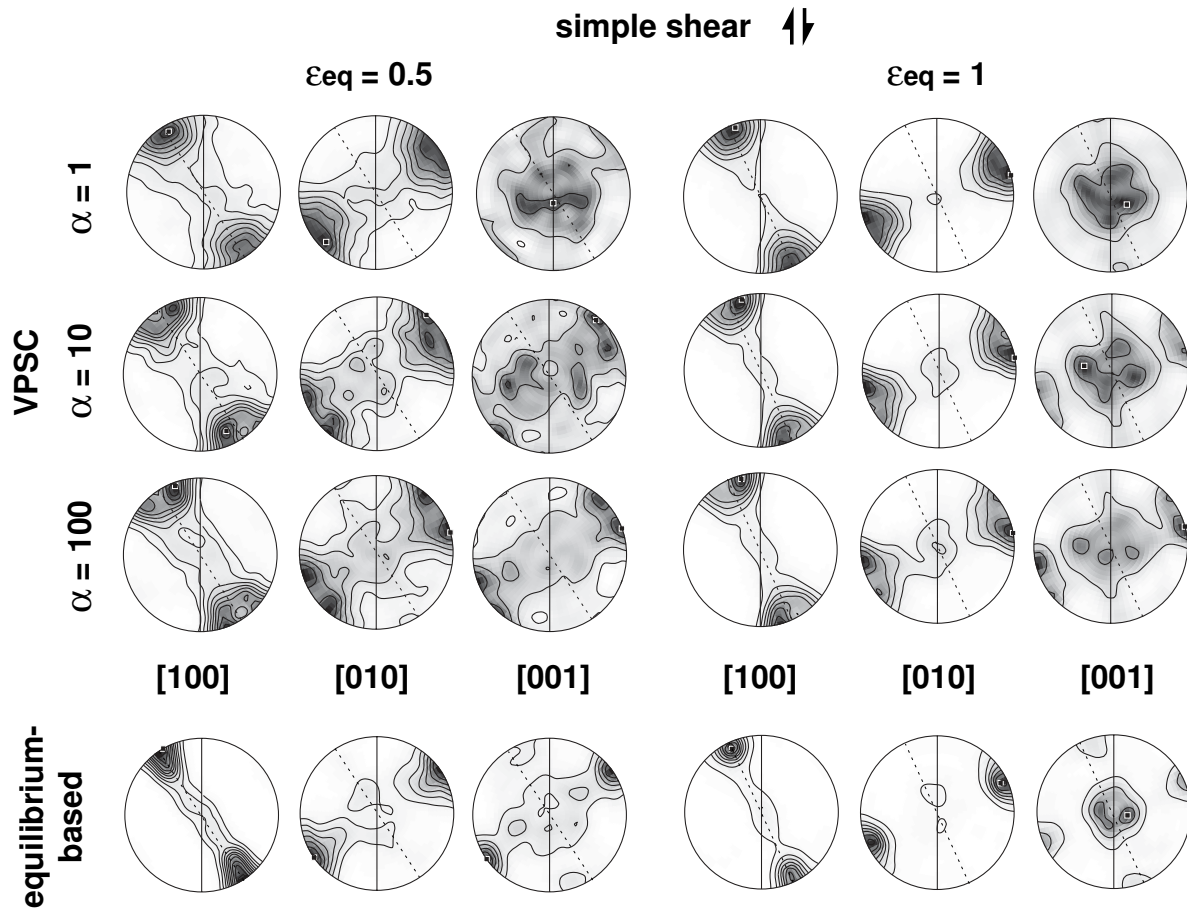 simple shear
εeq = 0.5
εeq = 1
α = 1
VPSC
α = 10
α = 100
[100] [010] [001] [100] [010] [001]
equilibrium-
based